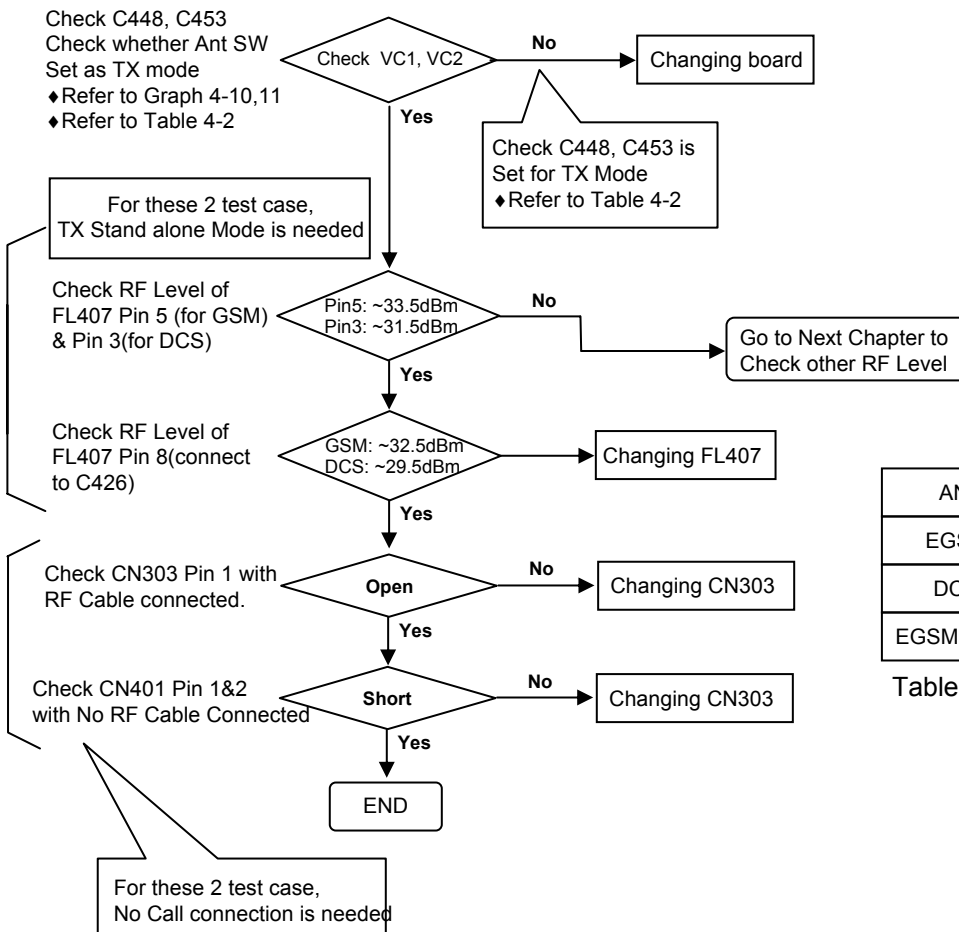 Check C448, C453
Check whether Ant SW
Set as TX mode
♦Refer to Graph 4-10,11
♦Refer to Table 4-2
Check VC1, VC2
No
Changing board
Yes
Check C448, C453 is
Set for TX Mode
♦Refer to Table 4-2
For these 2 test case,
TX Stand alone Mode is needed
Check RF Level of
FL407 Pin 5 (for GSM)
& Pin 3(for DCS)
Pin5: ~33.5dBm
Pin3: ~31.5dBm
No
Go to Next Chapter to
Check other RF Level
Yes
Check RF Level of
FL407 Pin 8(connect
to C426)
GSM: ~32.5dBm
DCS: ~29.5dBm
Changing FL407
Yes
Check CN303 Pin 1 with
RF Cable connected.
Open
No
Changing CN303
Yes
Check CN401 Pin 1&2
with No RF Cable Connected
Short
No
Changing CN303
Yes
END
For these 2 test case,
No Call connection is needed
AN
EGS
DC
EGSM
Table